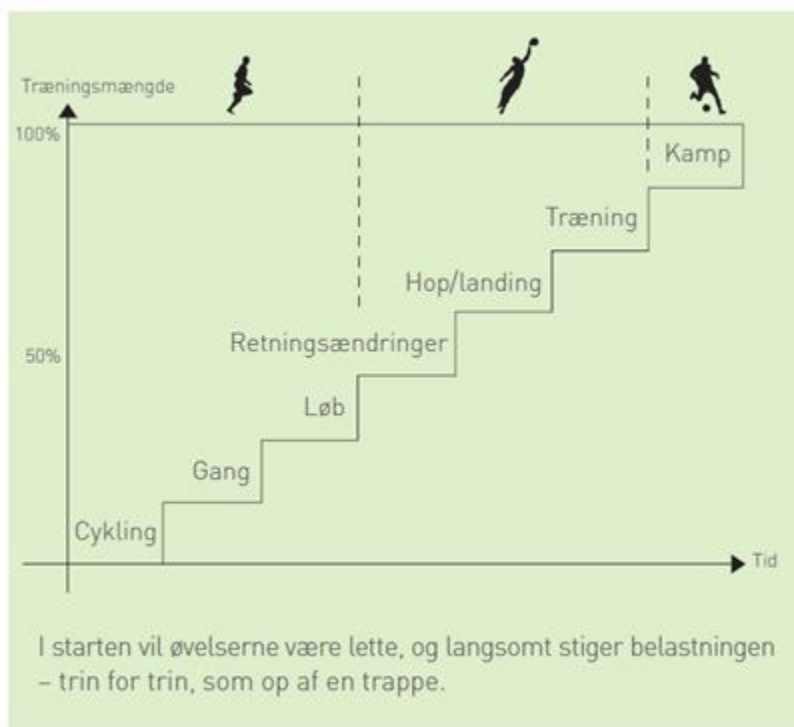 Træningsmængde
100%
Kamp
Træning
Hop/landing
50%
Retningsændringer
Løb
Gang
Cykling
Tid
I starten vil øvelserne være lette, og langsomt stiger belastningen
– trin for trin, som op af en trappe.